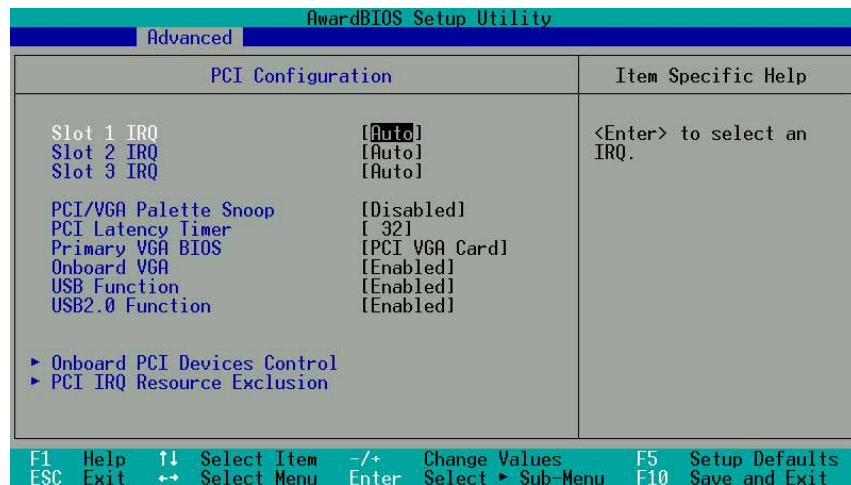 AwardBIOS Setup Utility
Advanced
PCI Configuration
Item Specific Help
Slot 1 IRQ [Auto]
Slot 2 IRQ [Auto]
Slot 3 IRQ [Auto]
PCI/VGA Palette Snoop [Disabled]
PCI Latency Timer [ 32]
Primary VGA BIOS [PCI VGA Card]
Onboard VGA [Enabled]
USB Function [Enabled]
USB2.0 Function [Enabled]
► Onboard PCI Devices Control
► PCI IRQ Resource Exclusion
<Enter> to select an
IRQ.
F1 Help ↑↓ Select Item -/+ Change Values F5 Setup Defaults
ESC Exit ←→ Select Menu Enter Select ► Sub-Menu F10 Save and Exit